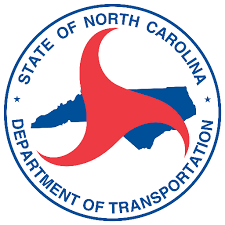 STATE OF NORTH CAROLINA
DEPARTMENT OF TRANSPORTATION